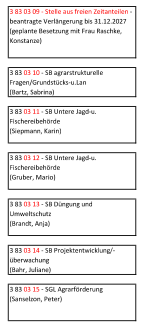 3 83 03 09 - Stelle aus freien Zeitanteilen -
beantragte Verlängerung bis 31.12.2027
(geplante Besetzung mit Frau Raschke,
Konstanze)
3 83 03 10 - SB agrarstrukturelle
Fragen/Grundstücks-u.Lan
(Bartz, Sabrina)
3 83 03 11 - SB Untere Jagd-u.
Fischereibehörde
(Siepmann, Karin)
3 83 03 12 - SB Untere Jagd-u.
Fischereibehörde
(Gruber, Mario)
3 83 03 13 - SB Düngung und
Umweltschutz
(Brandt, Anja)
3 83 03 14 - SB Projektentwicklung/-
überwachung
(Bahr, Juliane)
3 83 03 15 - SGL Agrarförderung
(Sanselzon, Peter)